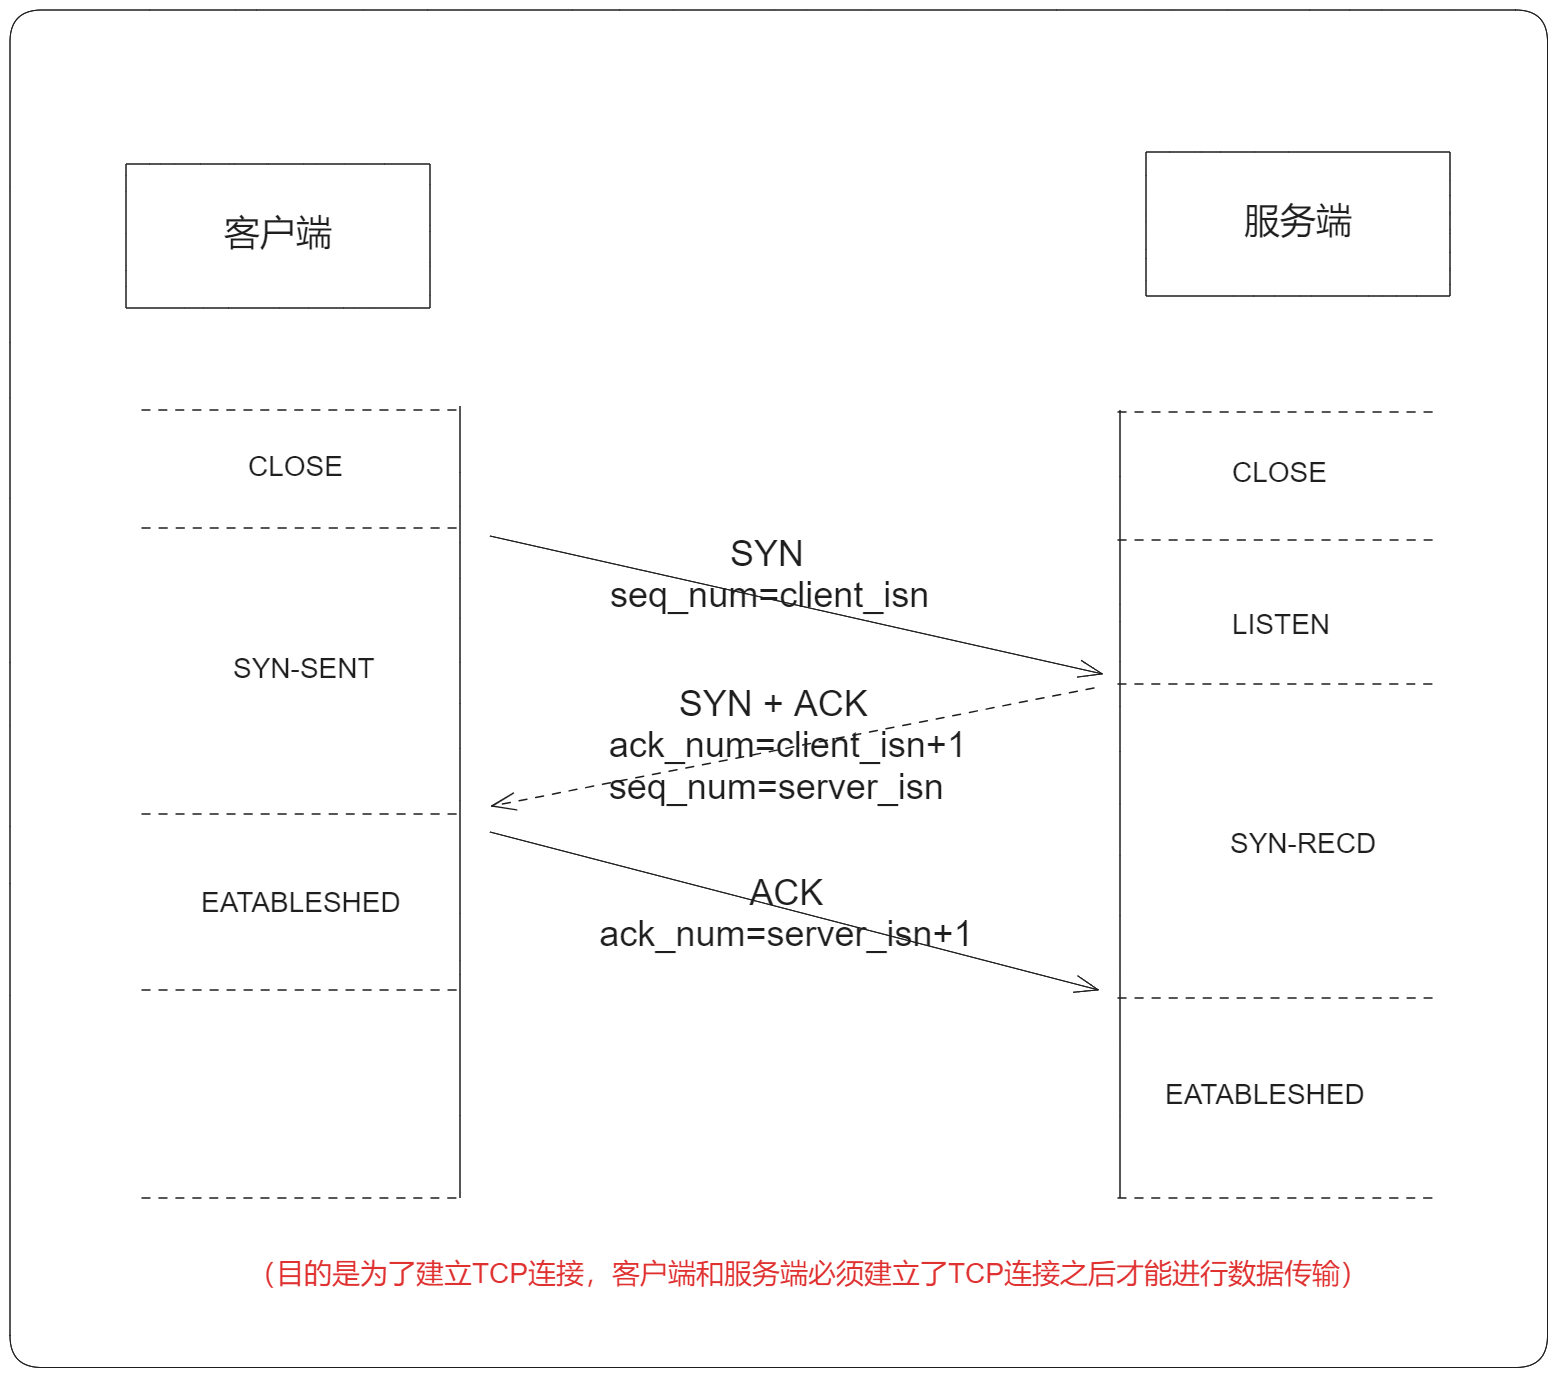 客户端
服务端
CLOSE
CLOSE
SYN
seq_num=client_isn
LISTEN
SYN-SENT
SYN + ACK
ack_num=client_isn+1
seq_num=server_isn
SYN-RECD
EATABLESHED
ACK
ack_num=server_isn+1
EATABLESHED
（目的是为了建立TCP连接，客户端和服务端必须建立了TCP连接之后才能进行数据传输）